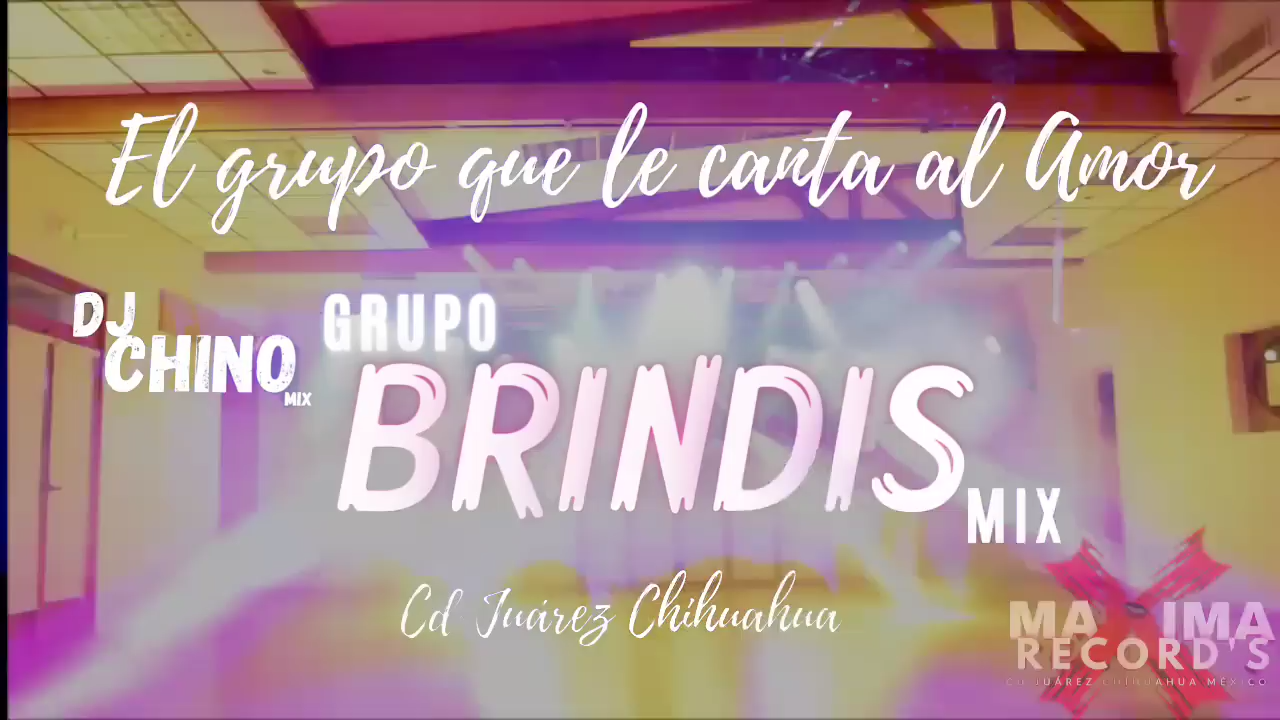 El grupo que le canta al Amor
DJ
CHINO
MIX
GRUPO
BRINDIS
MIX
Cd Juárez Chihuahua
MAXIMA
RECORD'S
CD JUÁREZ CHIHUAHUA MÉXICO